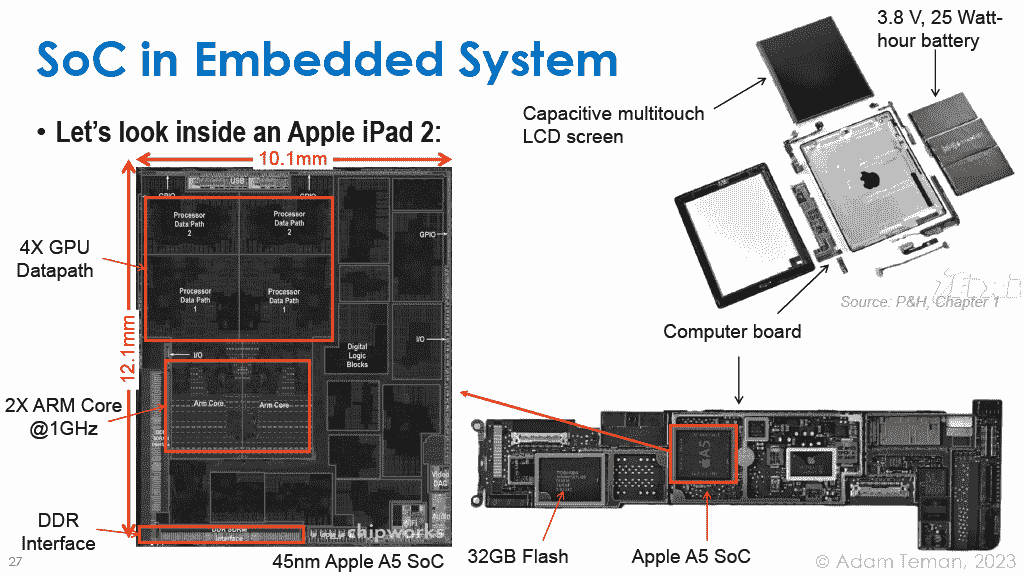 SoC in Embedded System
3.8 V, 25 Watt-
hour battery
Capacitive multitouch
LCD screen
• Let's look inside an Apple iPad 2:
10.1mm
USB
GPIO
GPIO
Processor
Data Path
2
Processor
Data Path
2
GPIO
4X GPU
Datapath
Processor
Data Path
1
Processor
Data Path
1
Source: P&H, Chapter 1
Computer board
12.1mm
I/O
I/O
Digital
Logic
Blocks
2X ARM Core
@1GHz
Arm Core
Arm Core
A5
Video
DAC
DDR
Interface
DDR SDRAM
Interface
chipworks
45nm Apple A5 SoC
32GB Flash
Apple A5 SoC
27
© Adam Teman, 2023